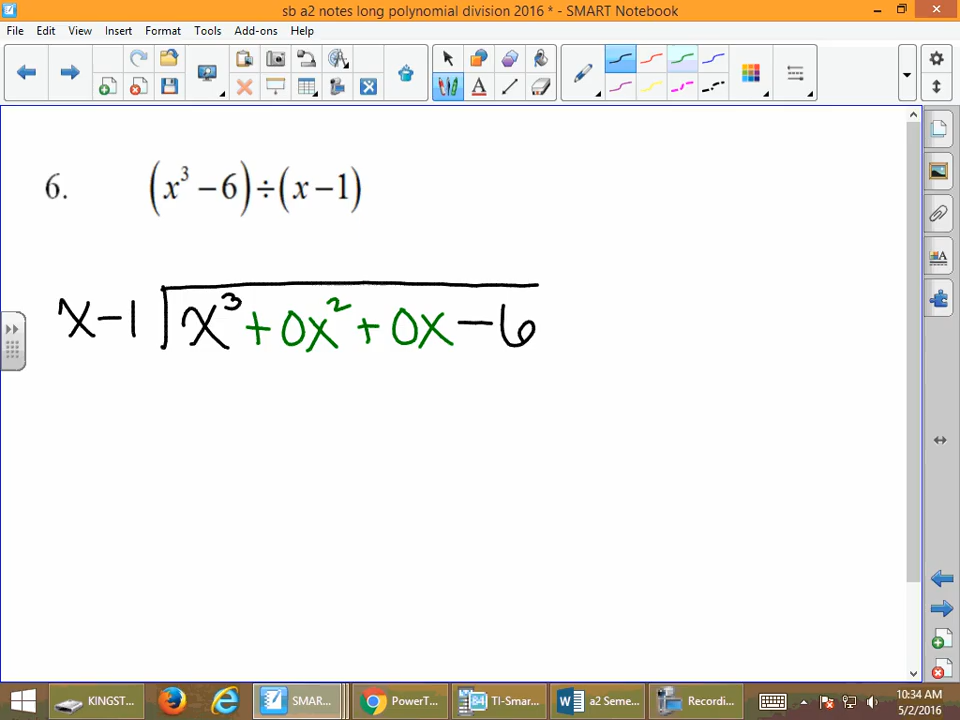 sb a2 notes long polynomial division 2016 * - SMART Notebook
File Edit View Insert Format Tools Add-ons Help
6. (x³ − 6) ÷ (x − 1)
x − 1 x³ + 0x² + 0x − 6
KINGST... SMAR... PowerT... TI-Smar... a2 Seme... Recordi...
10:34 AM
5/2/2016